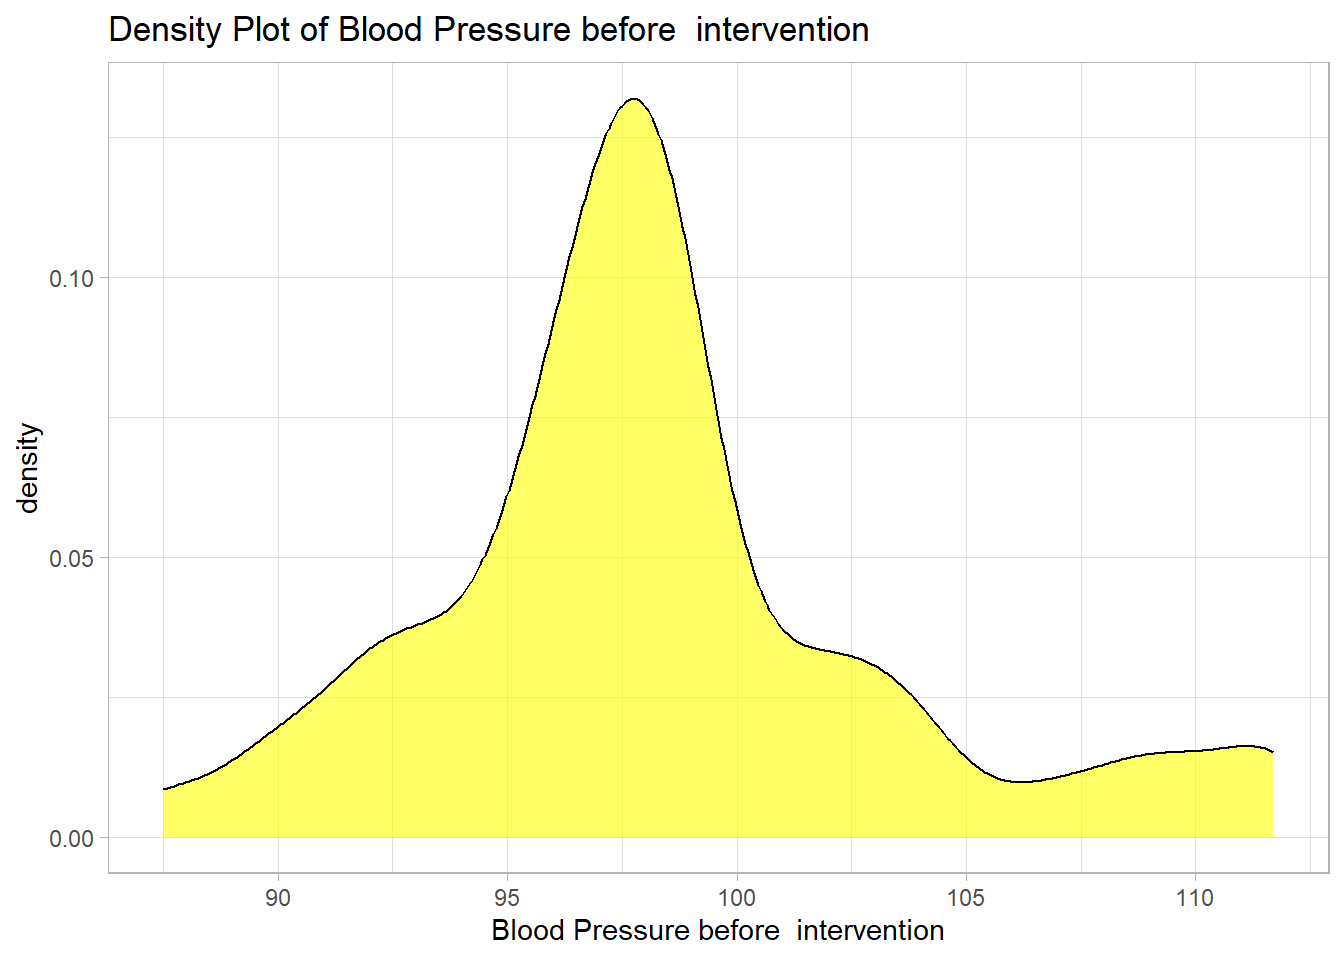 Density Plot of Blood Pressure before  intervention
density
0.10
0.05
0.00
90 95 100 105 110
Blood Pressure before  intervention